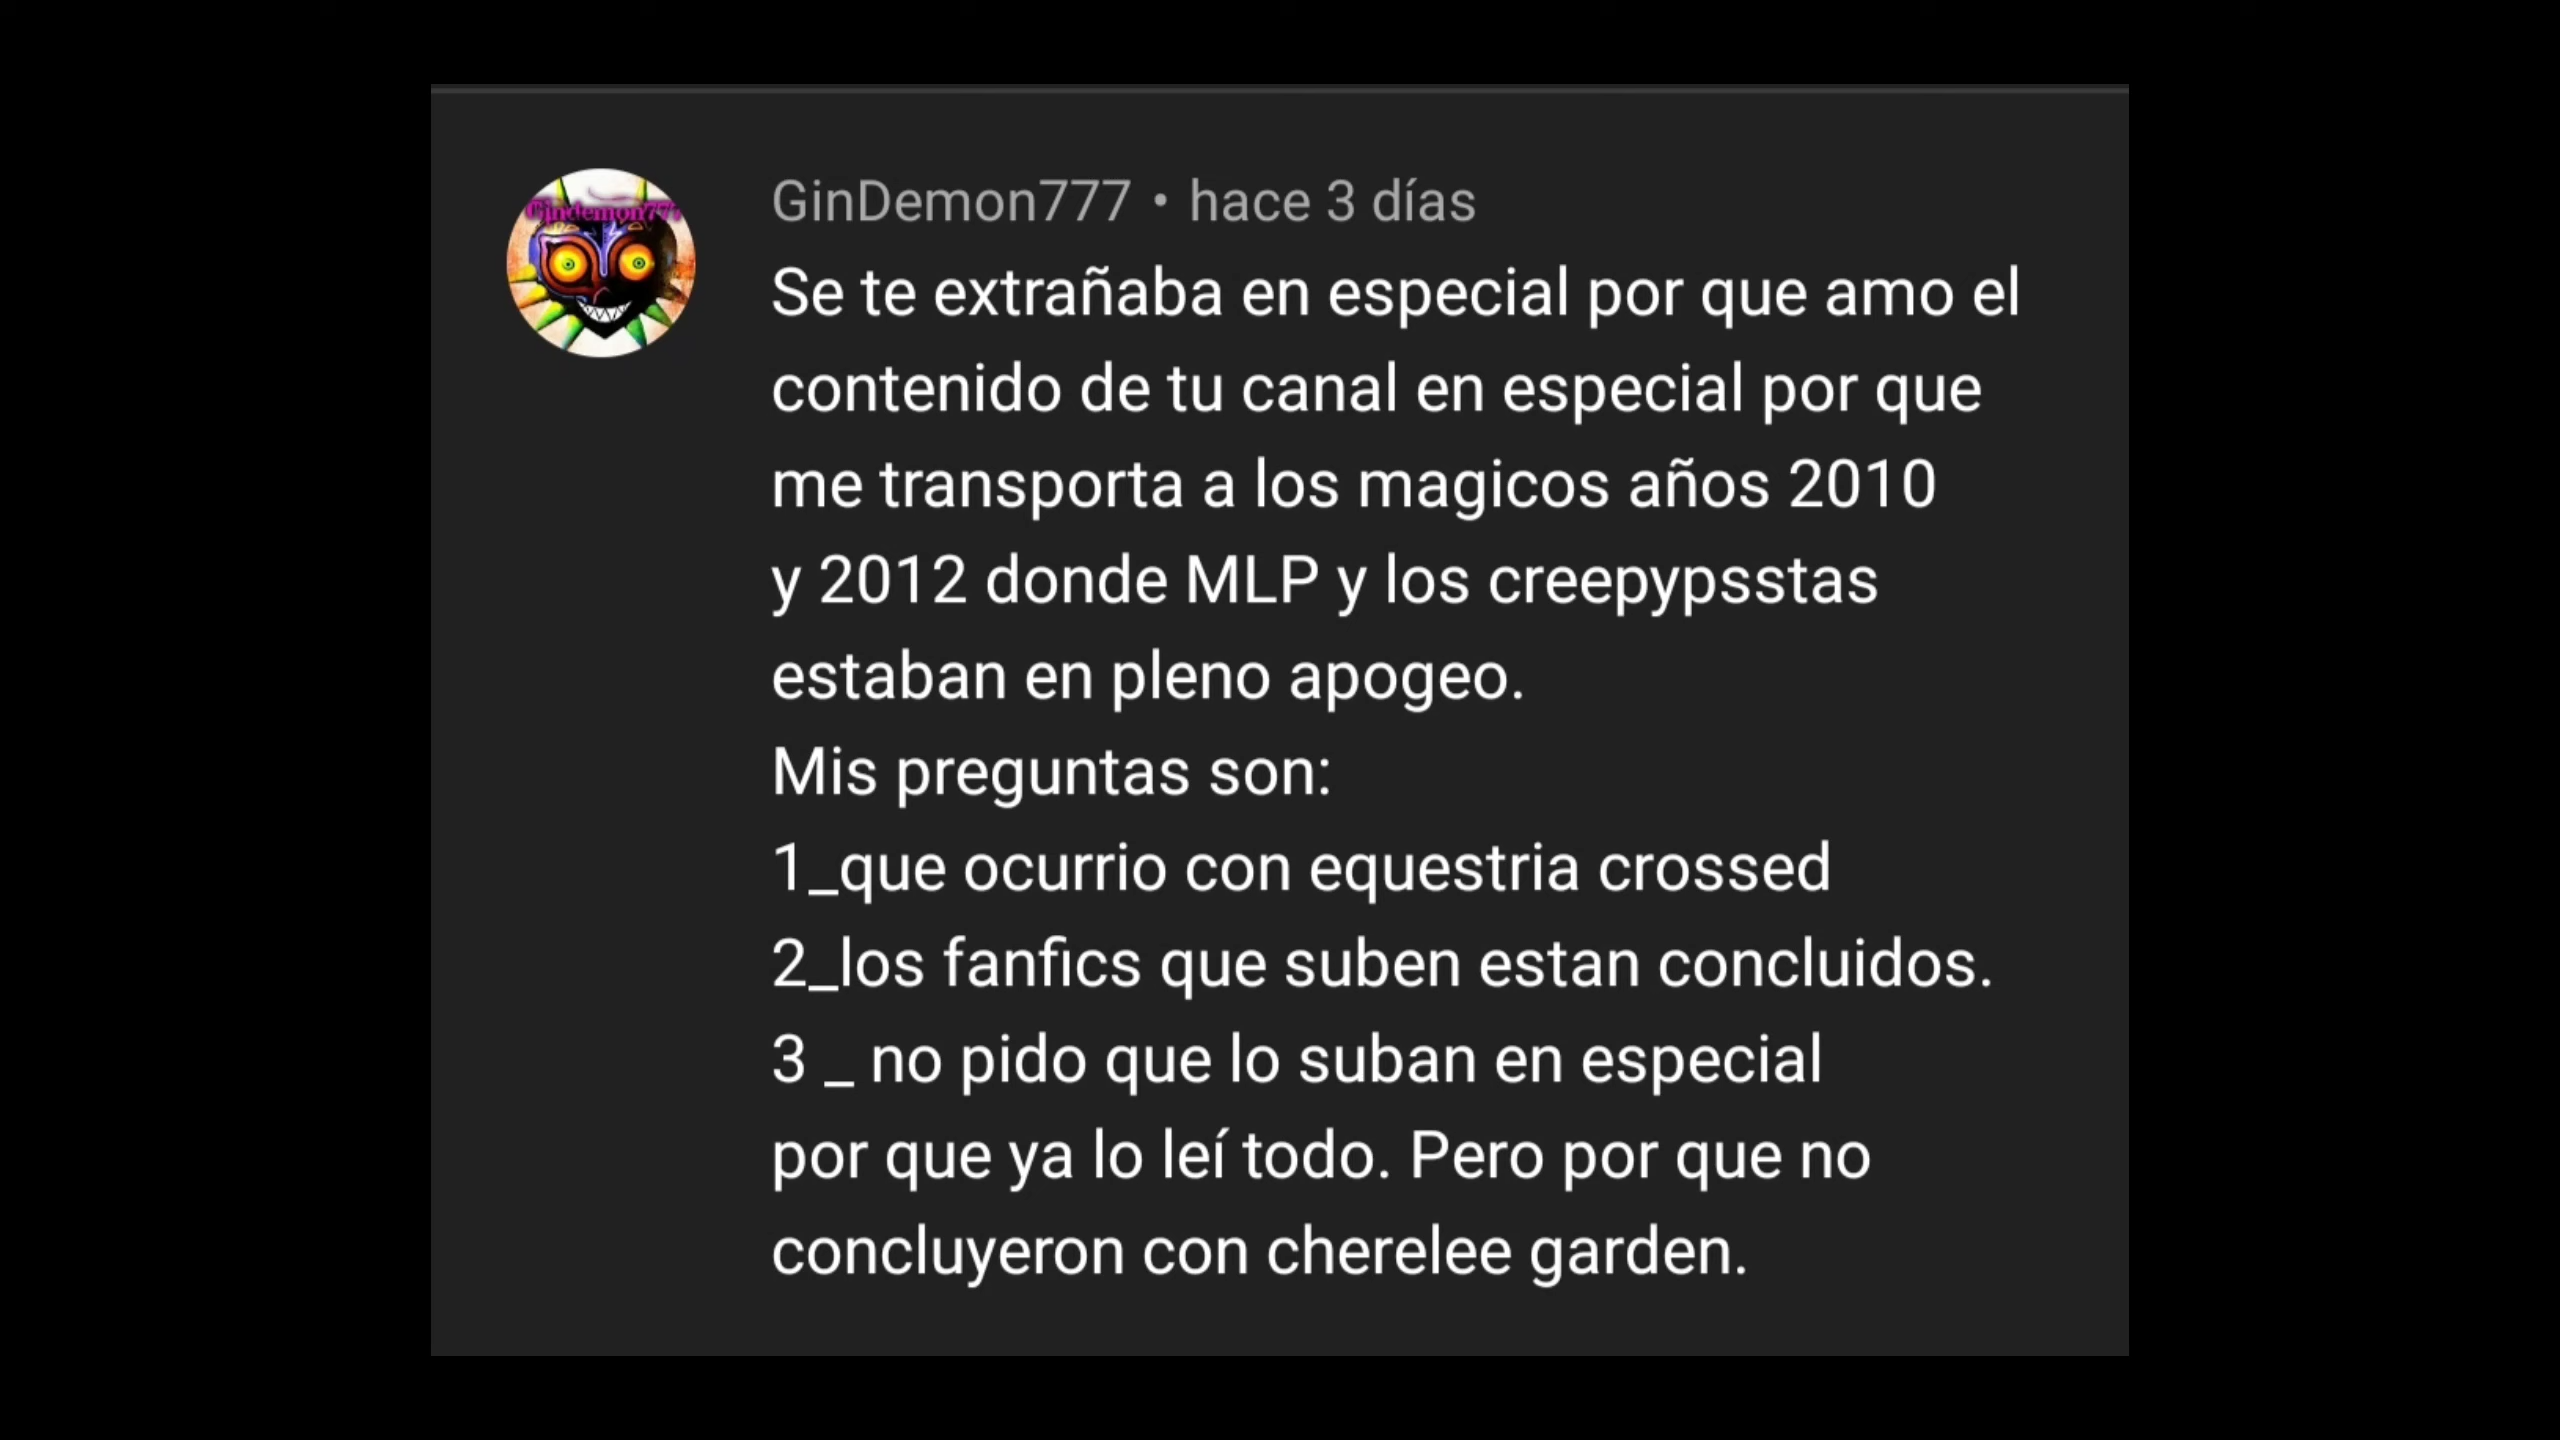 Gindemon777
GinDemon777 • hace 3 días
Se te extrañaba en especial por que amo el
contenido de tu canal en especial por que
me transporta a los magicos años 2010
y 2012 donde MLP y los creepypsstas
estaban en pleno apogeo.
Mis preguntas son:
1_que ocurrio con equestria crossed
2_los fanfics que suben estan concluidos.
3 _ no pido que lo suban en especial
por que ya lo leí todo. Pero por que no
concluyeron con cherelee garden.